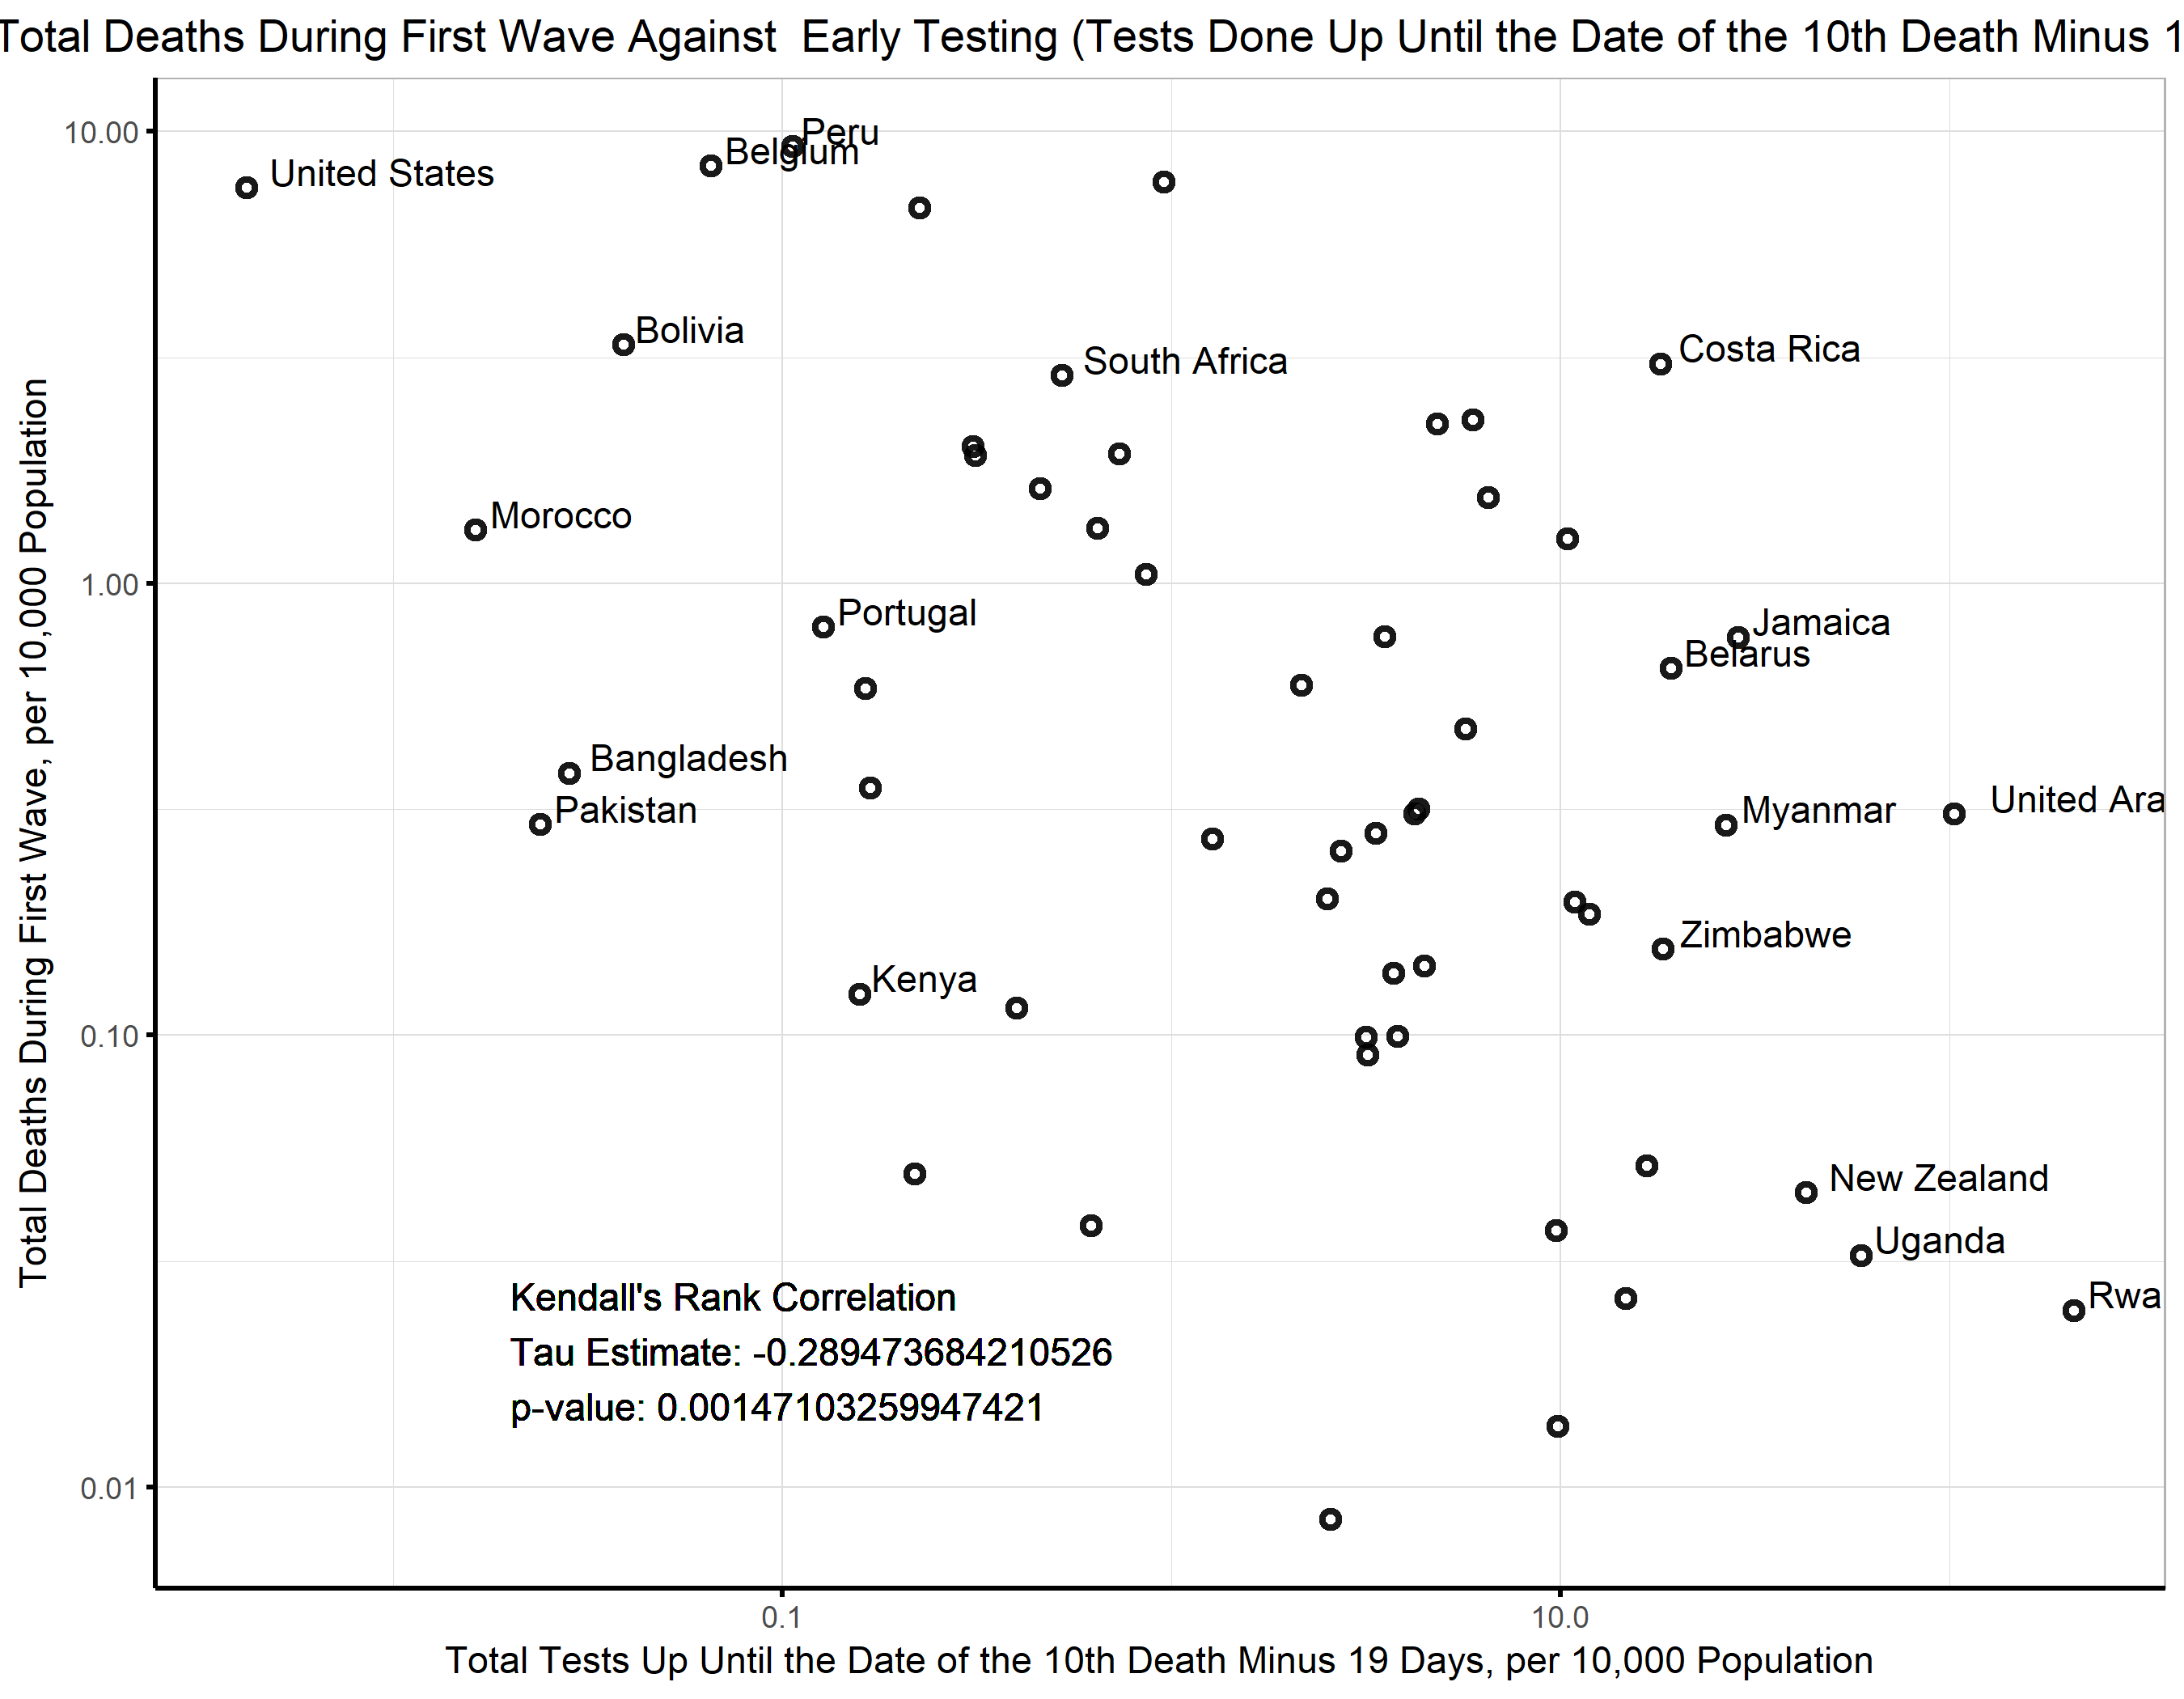 Total Deaths During First Wave Against  Early Testing (Tests Done Up Until the Date of the 10th Death Minus 1
10.00
Peru
Belgium
United States
Bolivia
Costa Rica
South Africa
Morocco
1.00
Portugal
Jamaica
Belarus
Bangladesh
Pakistan
Myanmar
United Ara
Zimbabwe
Kenya
0.10
New Zealand
Uganda
Rwa
Kendall's Rank Correlation
Tau Estimate: -0.289473684210526
p-value: 0.00147103259947421
0.01
0.1
10.0
Total Tests Up Until the Date of the 10th Death Minus 19 Days, per 10,000 Population
Total Deaths During First Wave, per 10,000 Population